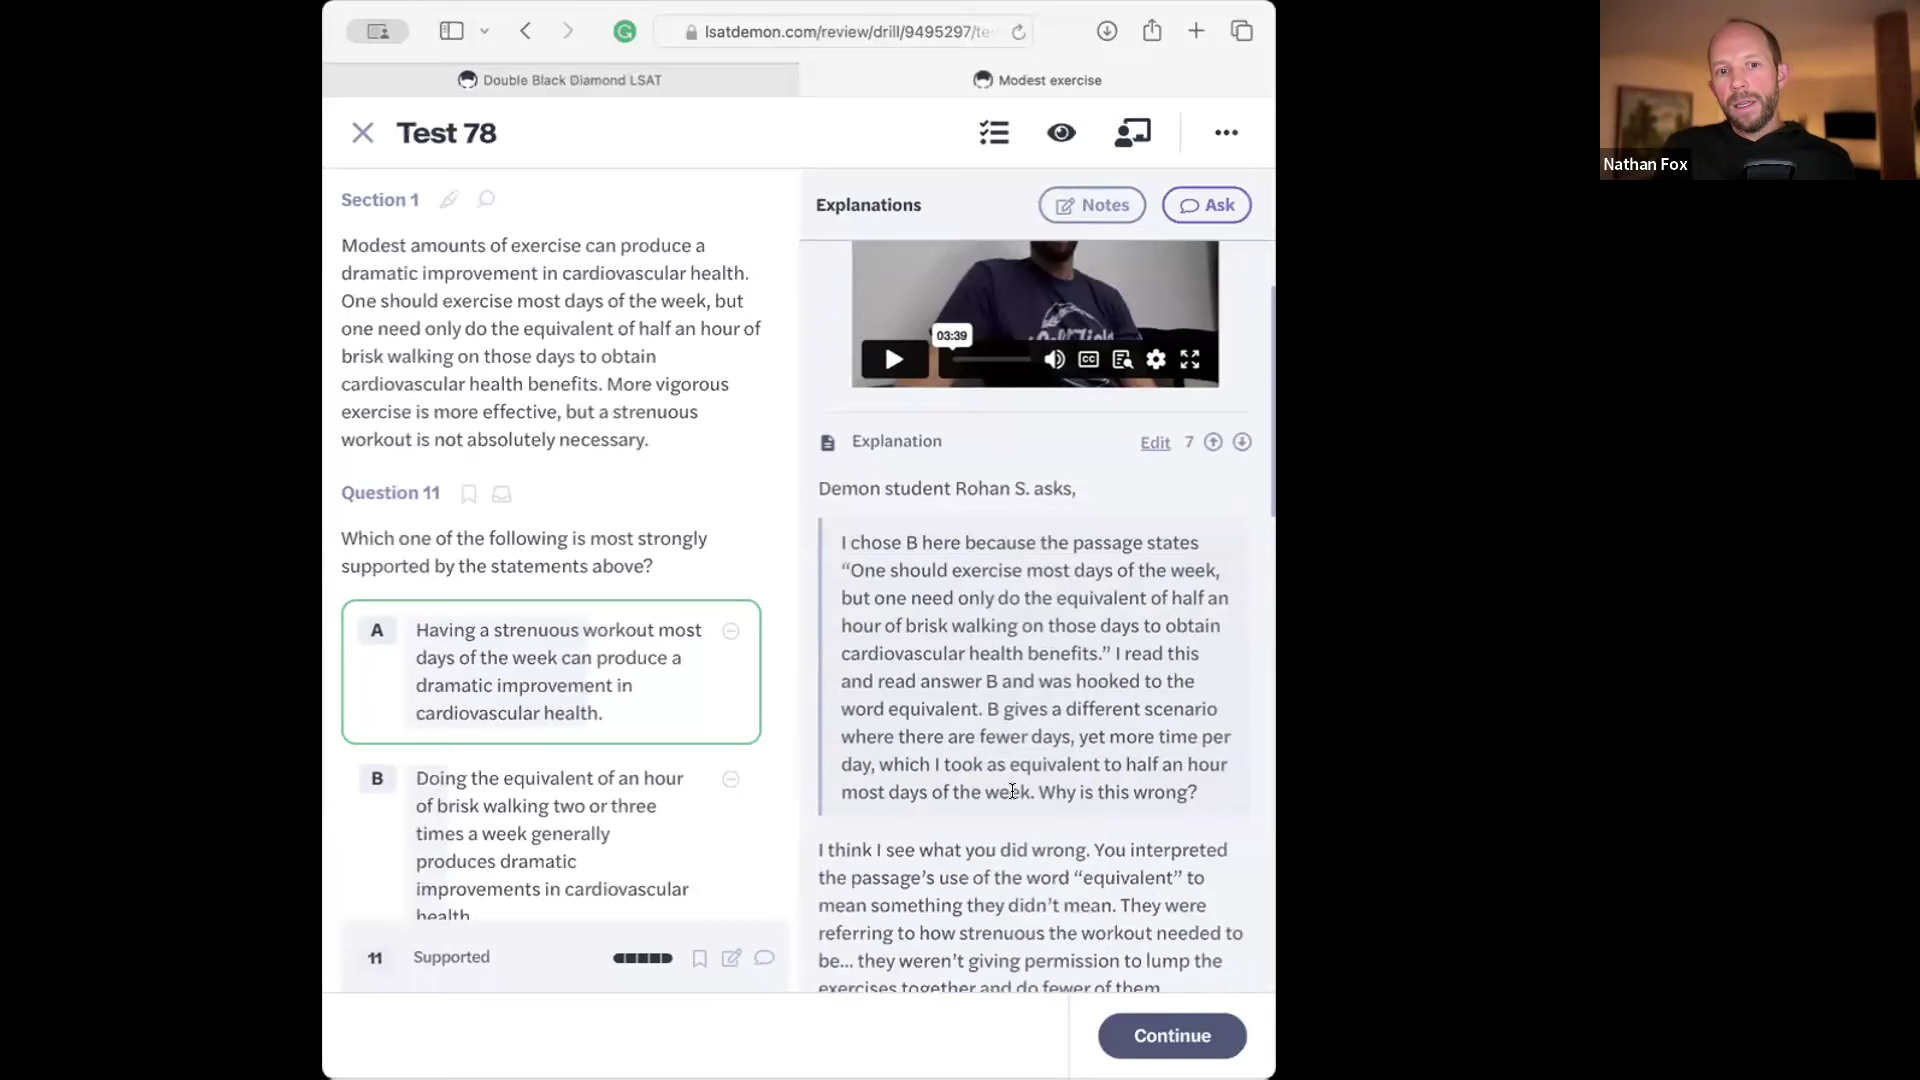 lsatdemon.com/review/drill/9495297/te
Double Black Diamond LSAT
Modest exercise
Test 78
Section 1
Modest amounts of exercise can produce a
dramatic improvement in cardiovascular health.
One should exercise most days of the week, but
one need only do the equivalent of half an hour of
brisk walking on those days to obtain
cardiovascular health benefits. More vigorous
exercise is more effective, but a strenuous
workout is not absolutely necessary.
Question 11
Which one of the following is most strongly
supported by the statements above?
A
Having a strenuous workout most
days of the week can produce a
dramatic improvement in
cardiovascular health.
B
Doing the equivalent of an hour
of brisk walking two or three
times a week generally
produces dramatic
improvements in cardiovascular
health
11 Supported
Explanations
Notes
Ask
03:39
CC
Explanation
Edit 7
Demon student Rohan S. asks,
I chose B here because the passage states
“One should exercise most days of the week,
but one need only do the equivalent of half an
hour of brisk walking on those days to obtain
cardiovascular health benefits.” I read this
and read answer B and was hooked to the
word equivalent. B gives a different scenario
where there are fewer days, yet more time per
day, which I took as equivalent to half an hour
most days of the week. Why is this wrong?
I think I see what you did wrong. You interpreted
the passage’s use of the word “equivalent” to
mean something they didn’t mean. They were
referring to how strenuous the workout needed to
be... they weren’t giving permission to lump the
exercises together and do fewer of them
Continue
Nathan Fox